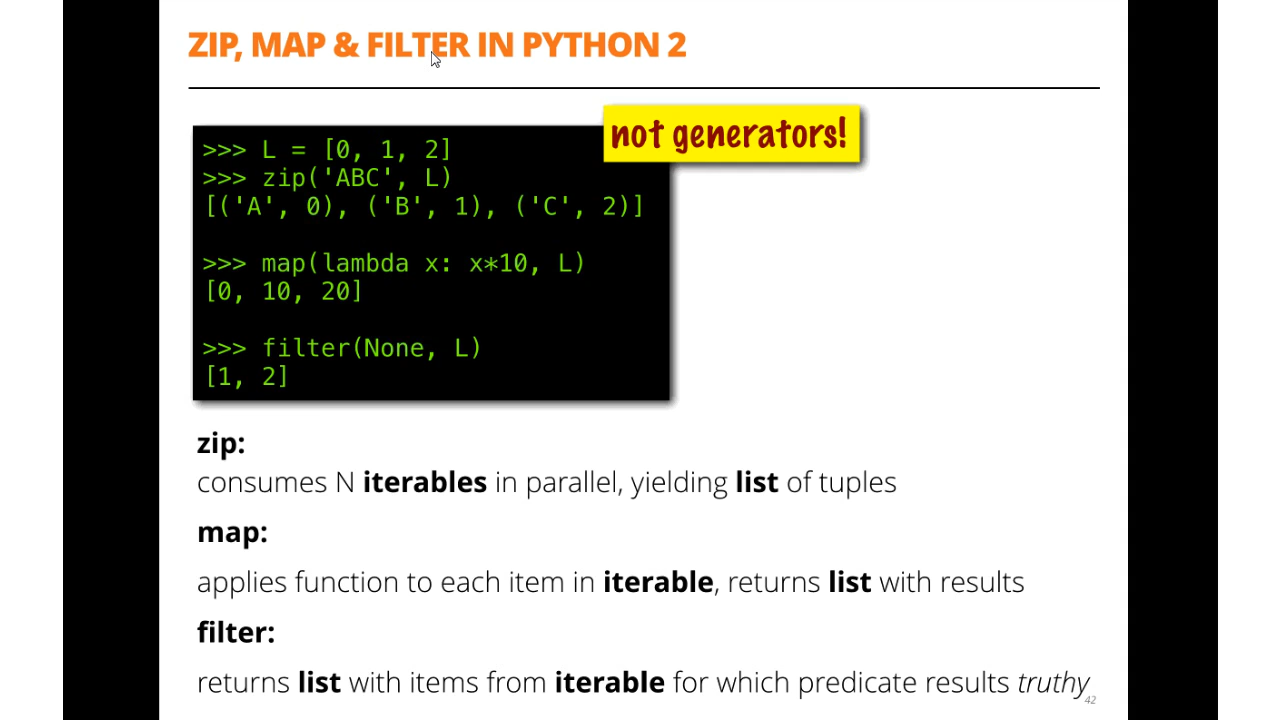 ZIP, MAP & FILTER IN PYTHON 2
not generators!
>>> L = [0, 1, 2]
>>> zip('ABC', L)
[('A', 0), ('B', 1), ('C', 2)]
>>> map(lambda x: x*10, L)
[0, 10, 20]
>>> filter(None, L)
[1, 2]
zip:
consumes N iterables in parallel, yielding list of tuples
map:
applies function to each item in iterable, returns list with results
filter:
returns list with items from iterable for which predicate results truthy
42